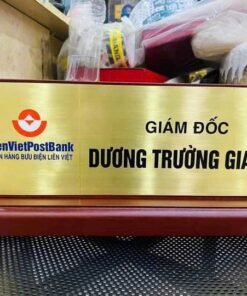 enVietPostBank
N HÀNG BƯU ĐIỆN LIÊN VIỆT
GIÁM ĐỐC
DƯƠNG TRƯỜNG GIA